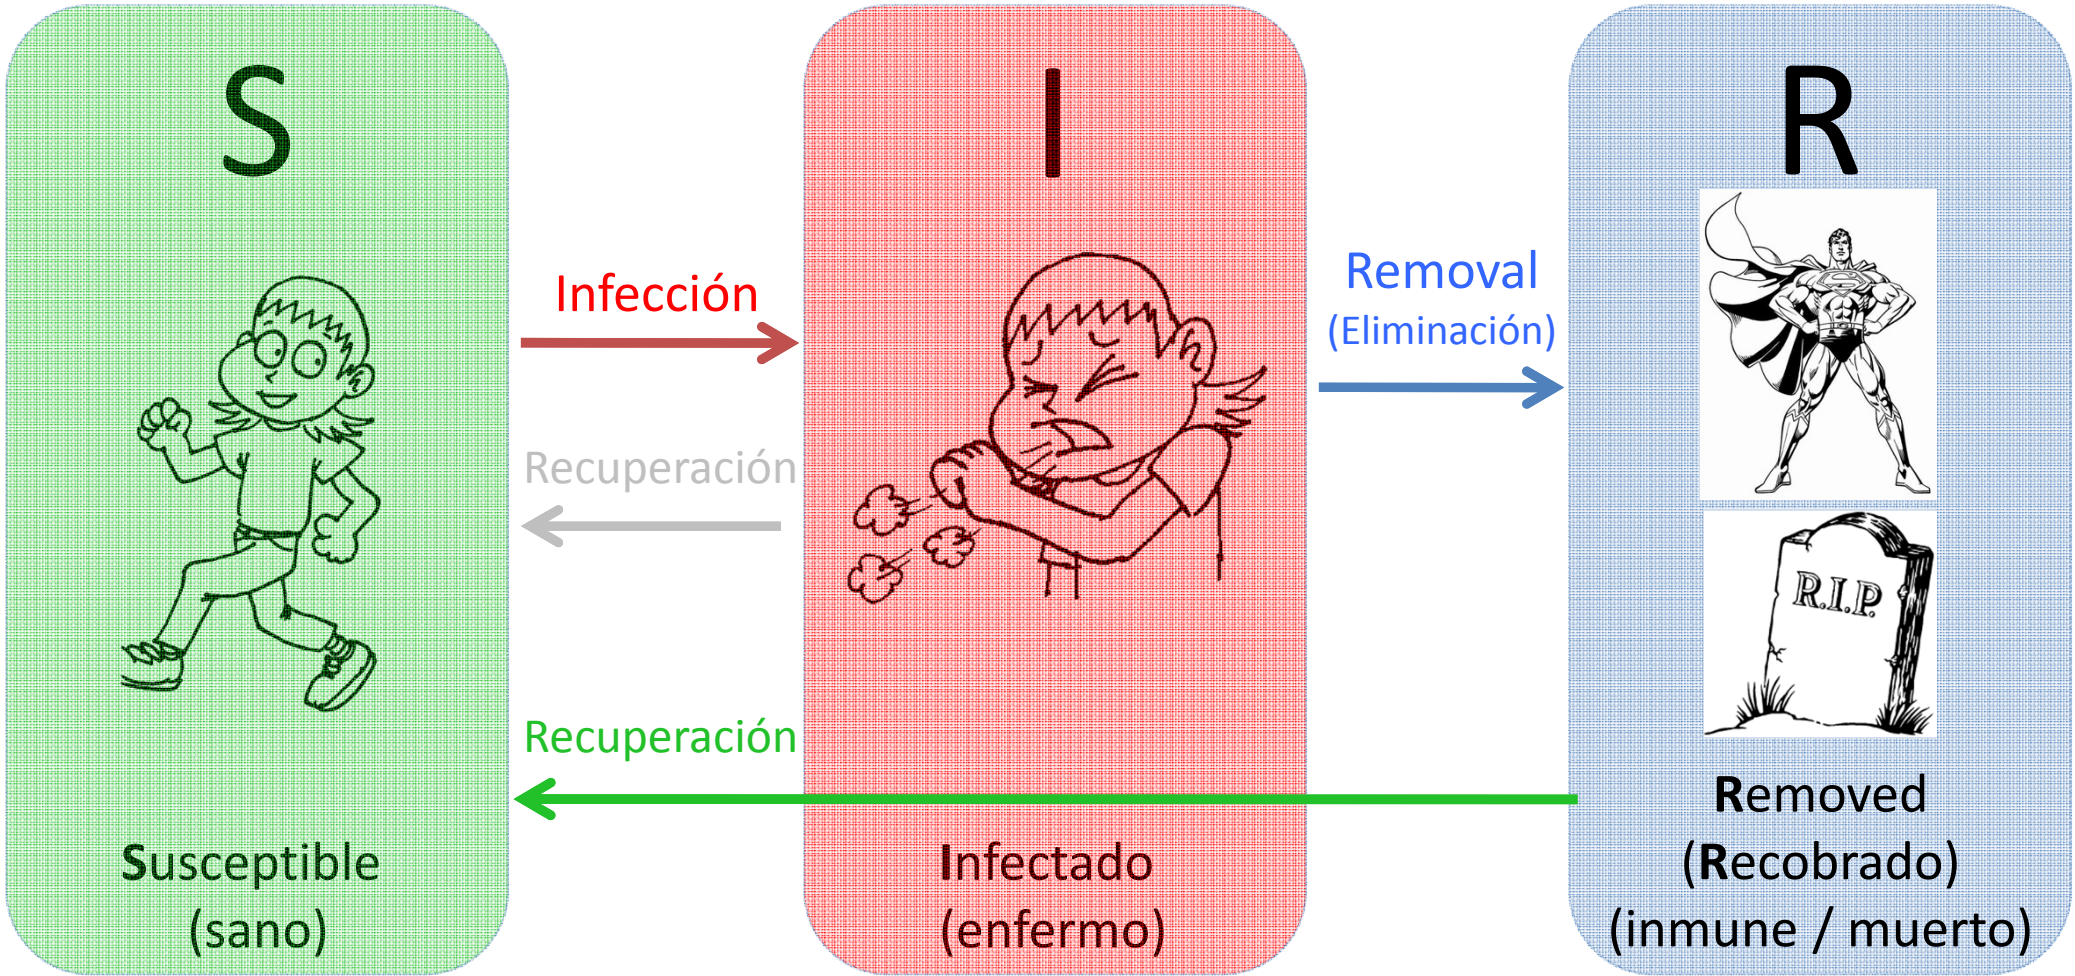 S
Susceptible
(sano)
Infección
Recuperación
Recuperación
I
Infectado
(enfermo)
Removal
(Eliminación)
R
R.I.P.
Removed
(Recobrado)
(inmune / muerto)